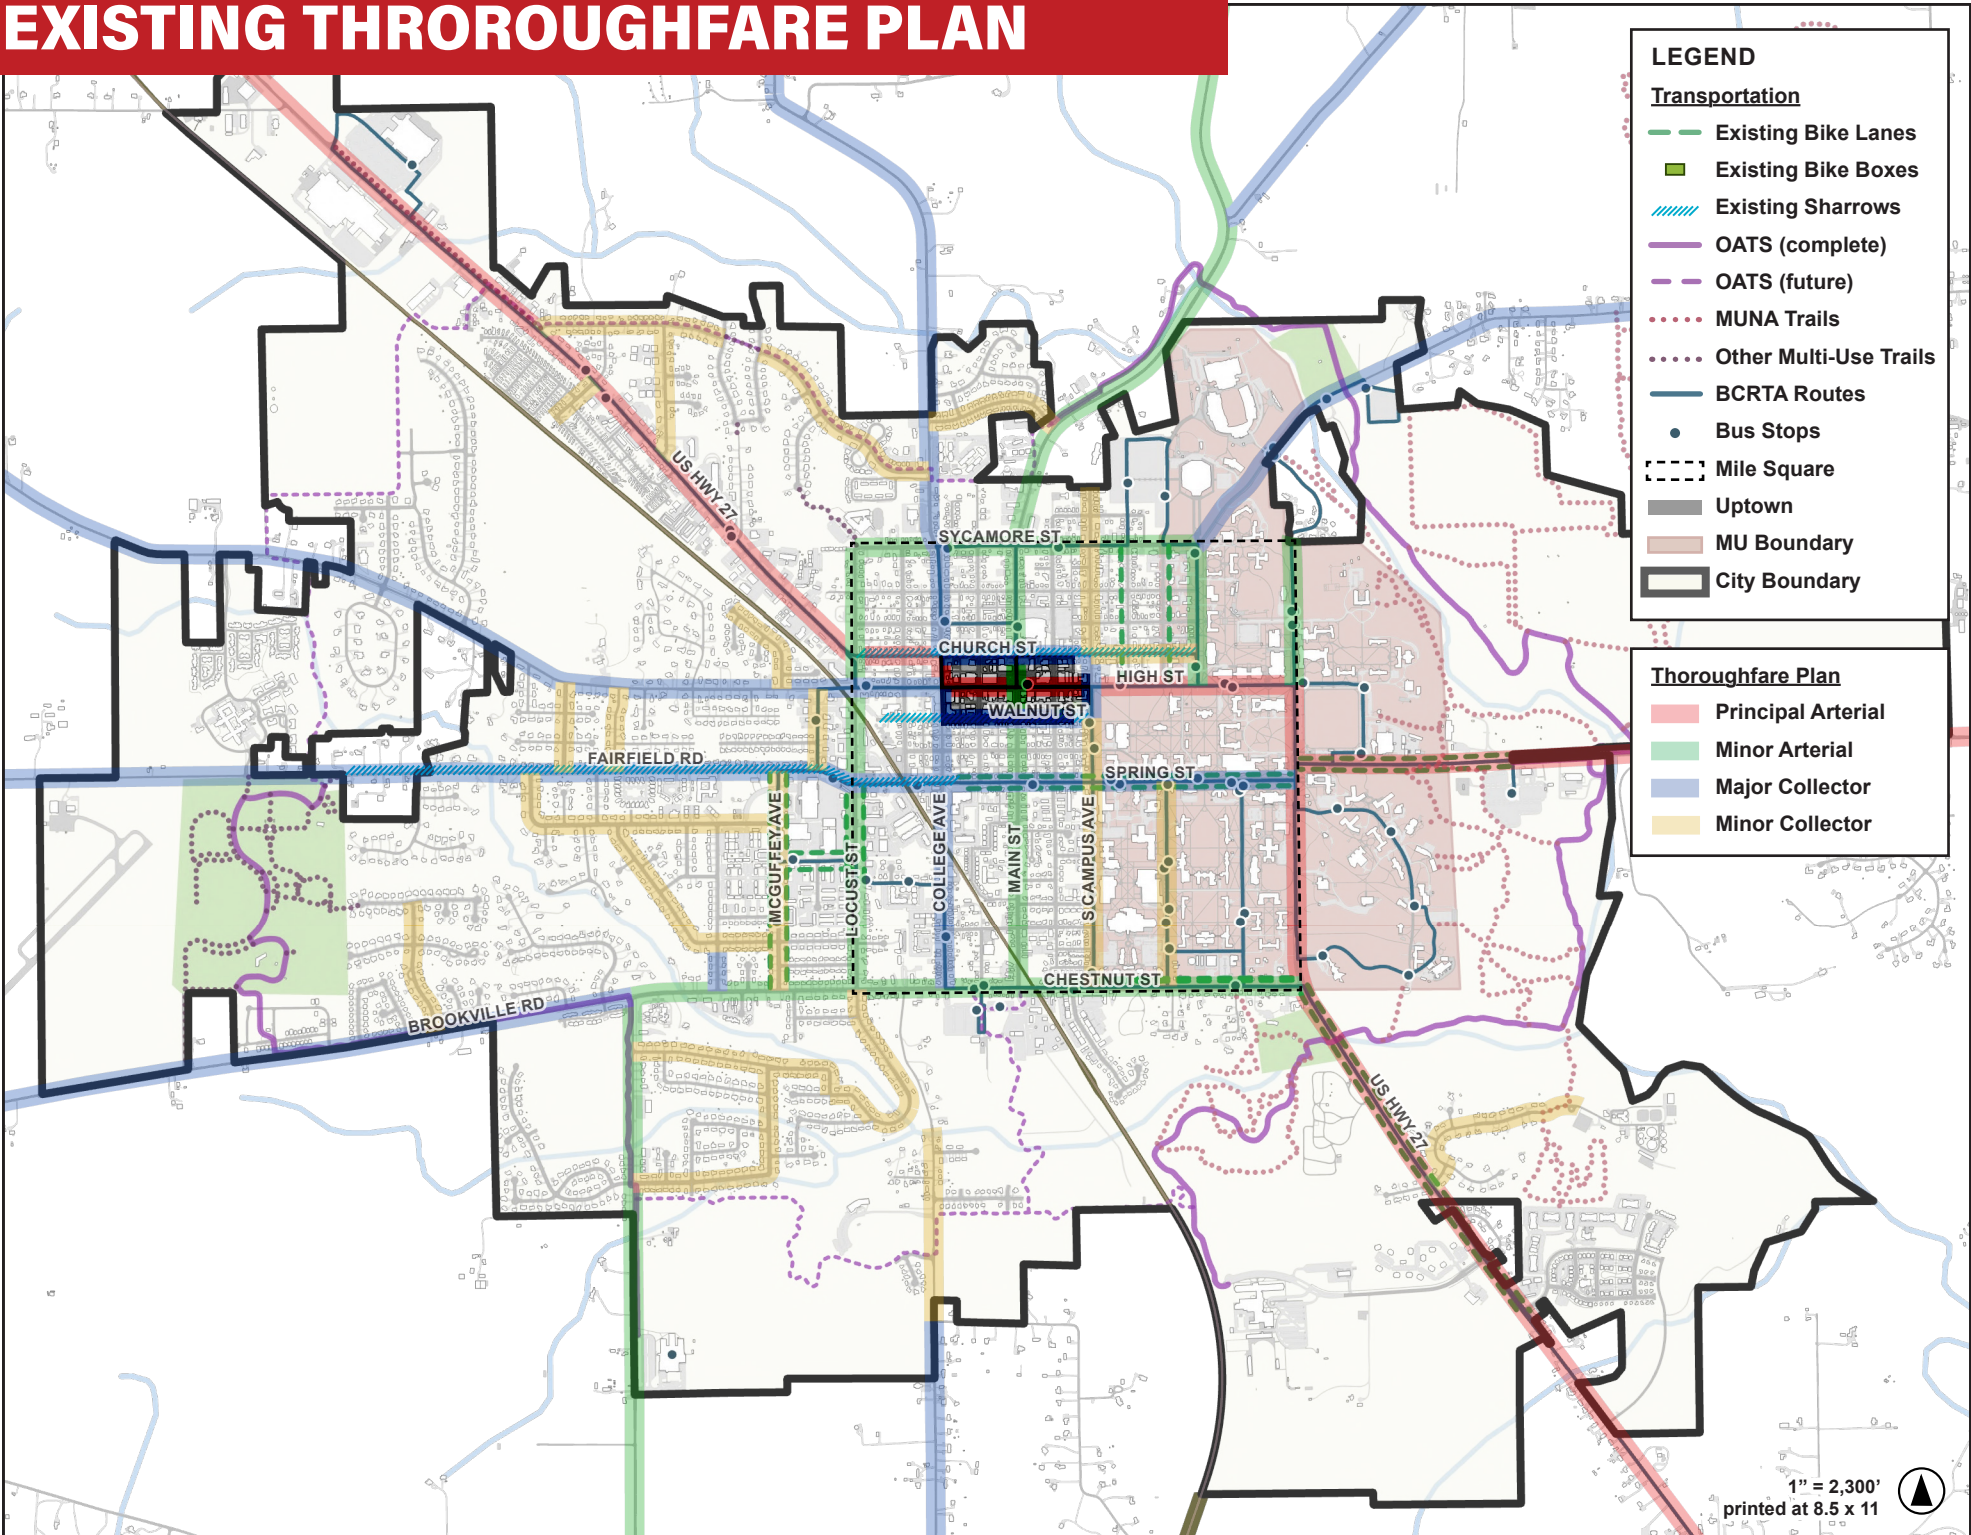 EXISTING THROROUGHFARE PLAN
LEGEND
Transportation
Existing Bike Lanes
Existing Bike Boxes
Existing Sharrows
OATS (complete)
OATS (future)
MUNA Trails
Other Multi-Use Trails
BCRTA Routes
Bus Stops
Mile Square
Uptown
MU Boundary
City Boundary
Thoroughfare Plan
Principal Arterial
Minor Arterial
Major Collector
Minor Collector
US HWY 27
SYCAMORE ST
CHURCH ST
HIGH ST
WALNUT ST
FAIRFIELD RD
SPRING ST
MCGUFFEY AVE
LOCUST ST
COLLEGE AVE
MAIN ST
S CAMPUS AVE
CHESTNUT ST
BROOKVILLE RD
US HWY 27
1" = 2,300'
printed at 8.5 x 11